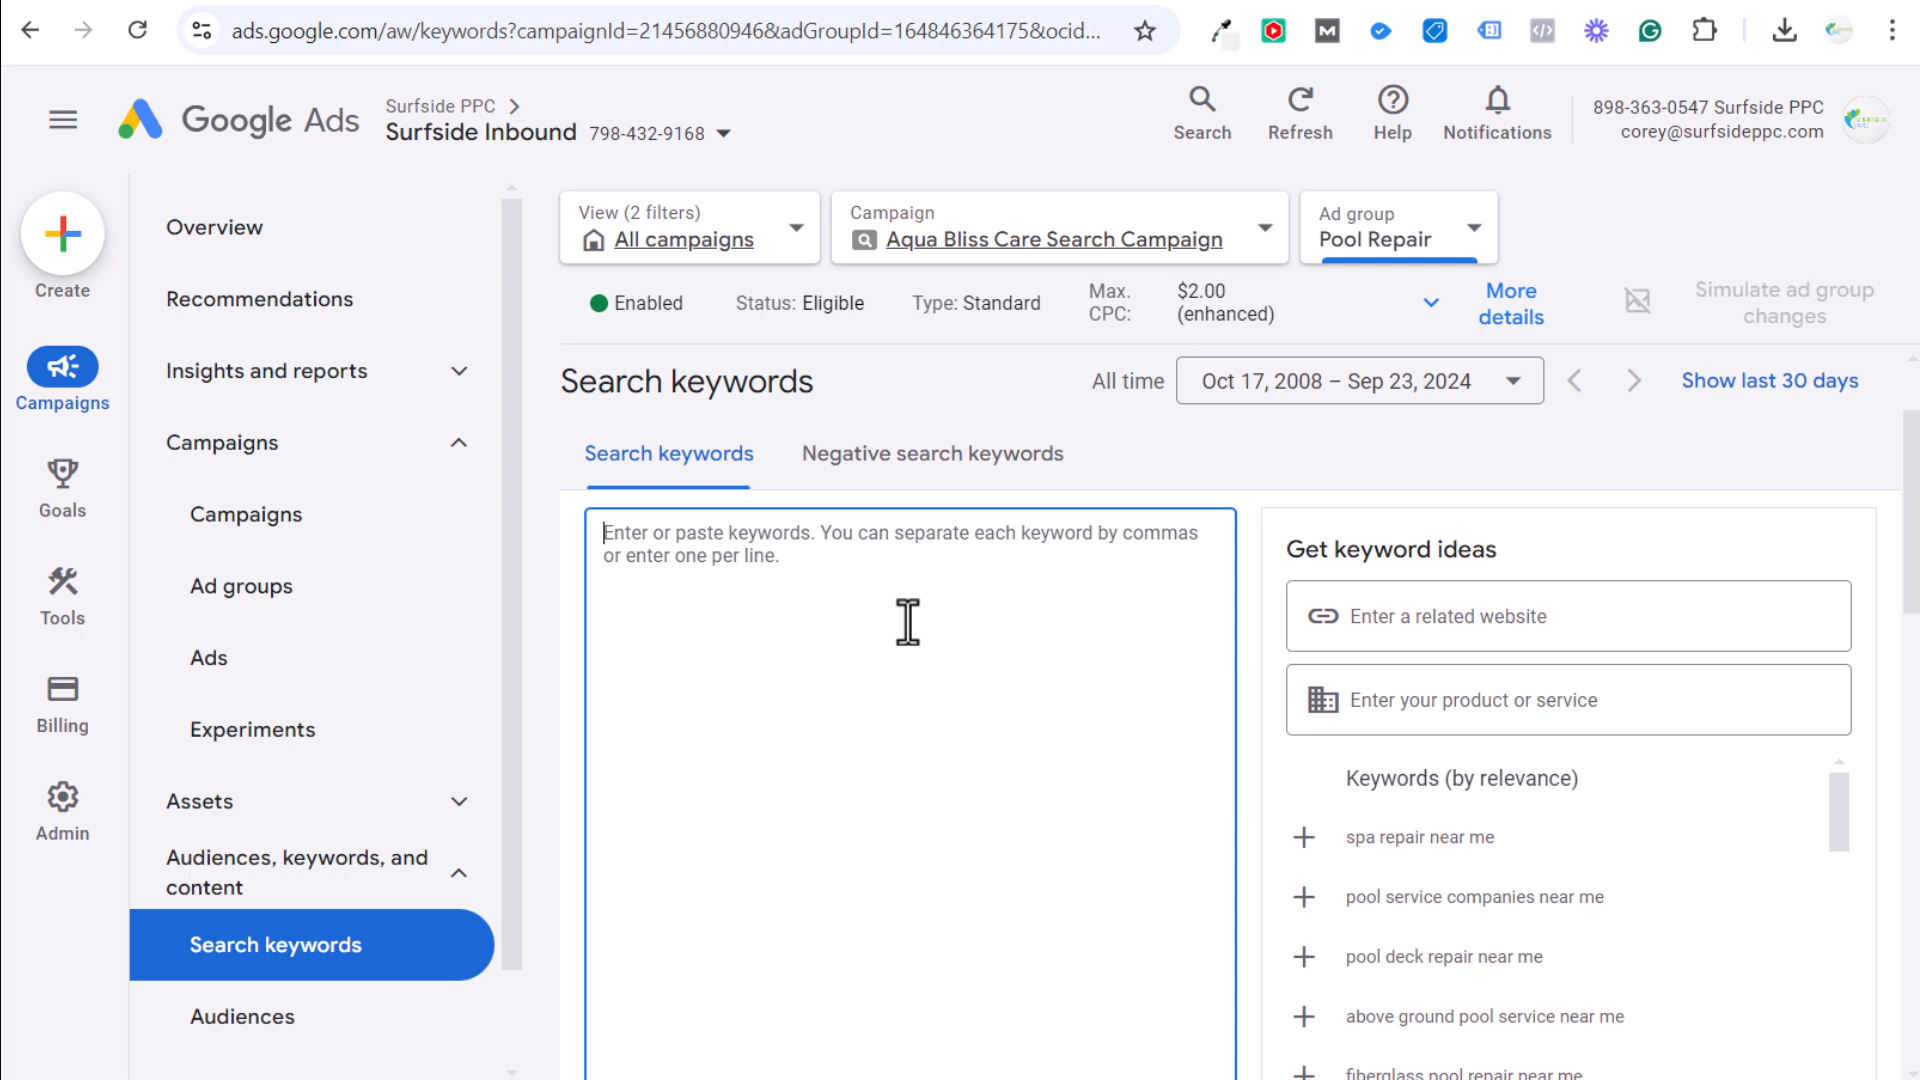 ads.google.com/aw/keywords?campaignId=21456880946&adGroupId=164846364175&ocid...
Google Ads
Surfside PPC
Surfside Inbound 798-432-9168
Search
Refresh
Help
Notifications
898-363-0547 Surfside PPC
corey@surfsideppc.com
Create
Campaigns
Goals
Tools
Billing
Admin
Overview
Recommendations
Insights and reports
Campaigns
Campaigns
Ad groups
Ads
Experiments
Assets
Audiences, keywords, and
content
Search keywords
Audiences
View (2 filters)
All campaigns
Campaign
Aqua Bliss Care Search Campaign
Ad group
Pool Repair
Enabled
Status: Eligible
Type: Standard
Max.
CPC:
$2.00
(enhanced)
More
details
Simulate ad group
changes
Search keywords
All time
Oct 17, 2008 – Sep 23, 2024
Show last 30 days
Search keywords
Negative search keywords
Enter or paste keywords. You can separate each keyword by commas
or enter one per line.
Get keyword ideas
Enter a related website
Enter your product or service
Keywords (by relevance)
spa repair near me
pool service companies near me
pool deck repair near me
above ground pool service near me
fiberglass pool repair near me